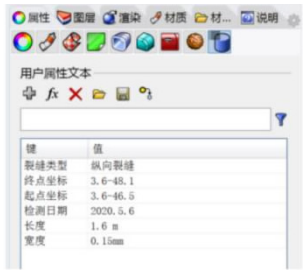 属性 图层 渲染 材质 材... 说明
用户属性文本
fx
键 值
裂缝类型 纵向裂缝
终点坐标 3.6-48.1
起点坐标 3.6-46.5
检测日期 2020.5.6
长度 1.6 m
宽度 0.15mm